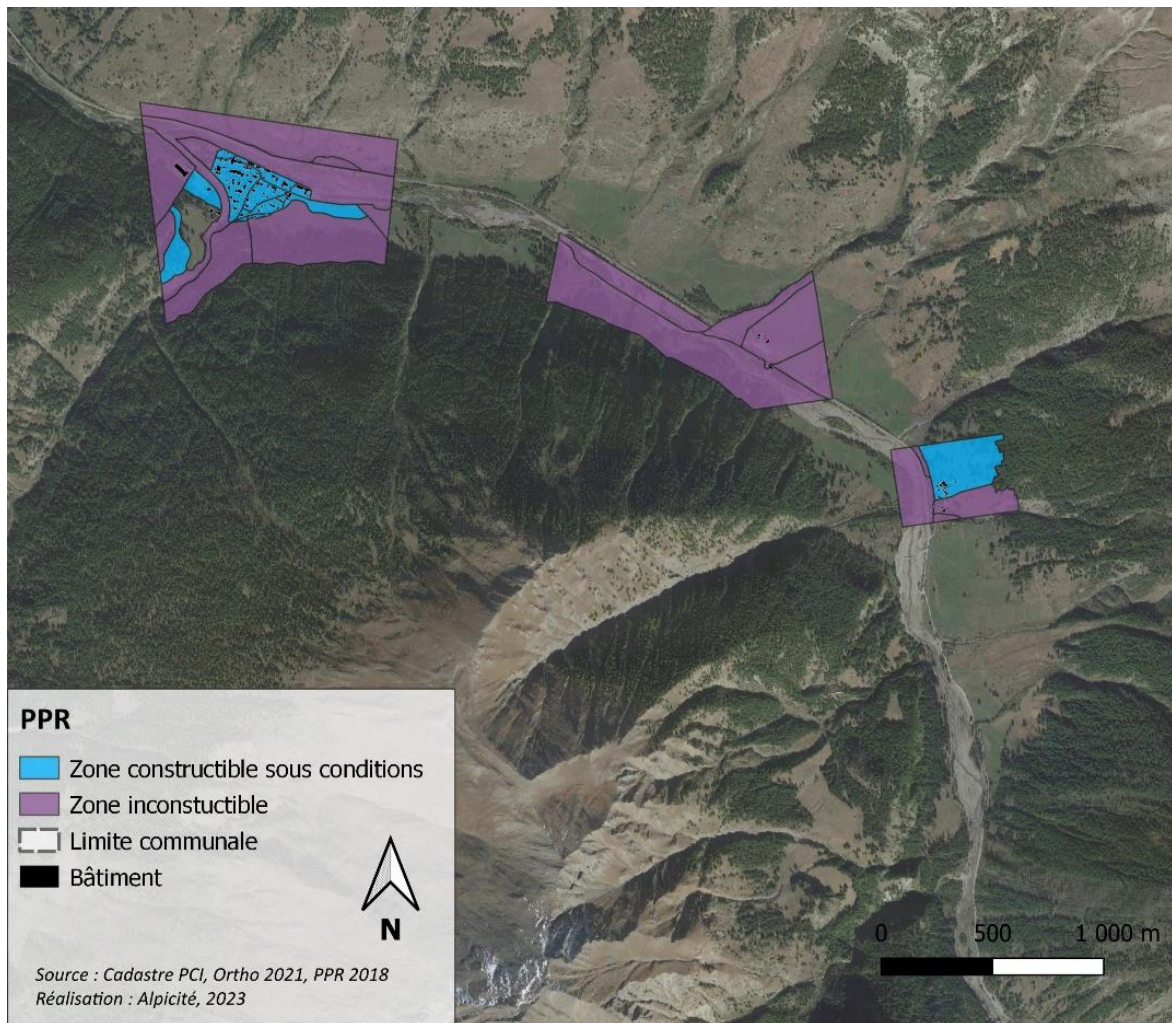 PPR
Zone constructible sous conditions
Zone inconstuctible
Limite communale
Bâtiment
N
Source : Cadastre PCI, Ortho 2021, PPR 2018
Réalisation : Alpicité, 2023
0 500 1 000 m